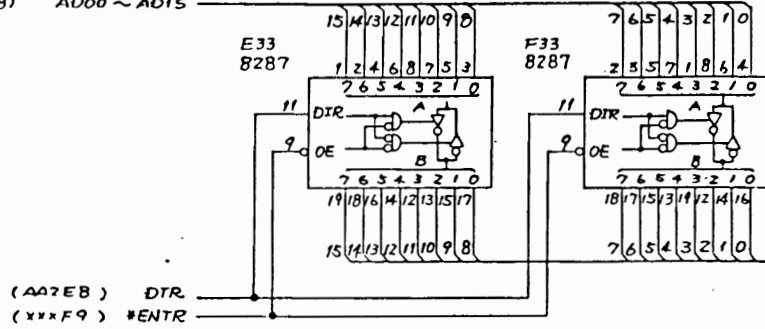 AD00 ~ AD15
15 14 13 12 11 10 9 8
7 6 5 4 3 2 1 0
E33
8287
F33
8287
1 2 4 6 8 7 5 3
2 3 5 7 1 8 6 4
7 6 5 4 3 2 1 0
7 6 5 4 3 2 1 0
A
A
11
DIR
11
DIR
9
OE
9
OE
B
B
7 6 5 4 3 2 1 0
7 6 5 4 3 2 1 0
19 18 16 14 12 13 15 17
18 17 15 13 19 12 14 16
15 14 13 12 11 10 9 8
7 6 5 4 3 2 1 0
DTR
(XXXF9) *ENTR